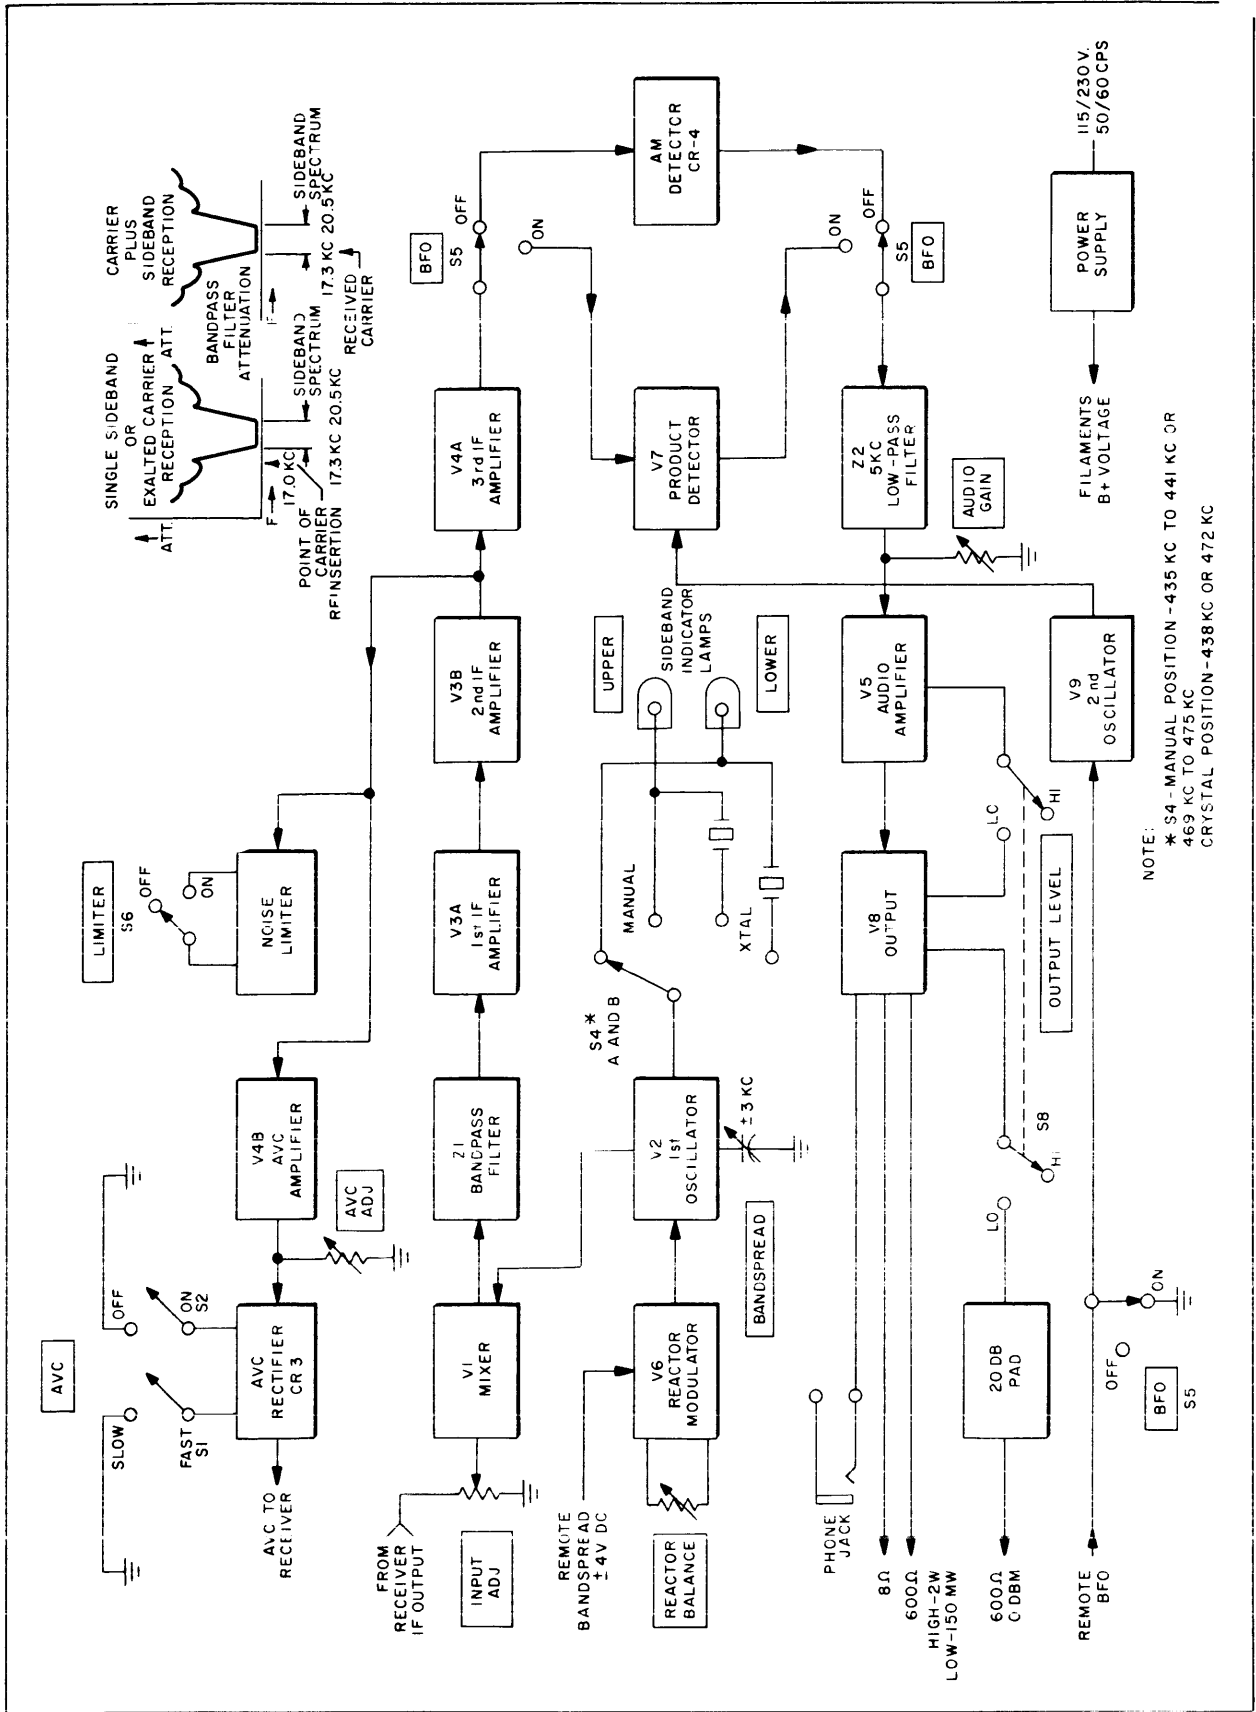 AVC
SLOW
OFF
FAST
S1
ON
S2
AVC TO
RECEIVER
AVC
RECTIFIER
CR3
AVC
ADJ
V4B
AVC
AMPLIFIER
LIMITER
S6
OFF
ON
NOISE
LIMITER
SINGLE SIDEBAND
OR
EXALTED CARRIER
RECEPTION
ATT.
F
17.0KC
POINT OF
CARRIER
REINSERTION
17.3 KC 20.5KC
SIDEBAND
SPECTRUM
CARRIER
PLUS
SIDEBAND
RECEPTION
ATT.
BANDPASS
FILTER
ATTENUATION
F
17.3 KC 20.5 KC
RECEIVED
CARRIER
SIDEBAND
SPECTRUM
FROM
RECEIVER
IF OUTPUT
INPUT
ADJ
V1
MIXER
Z1
BANDPASS
FILTER
V3A
1st IF
AMPLIFIER
V3B
2nd IF
AMPLIFIER
V4A
3rd IF
AMPLIFIER
BFO
S5
OFF
ON
AM
DETECTOR
CR-4
REMOTE
BANDSPREAD
±4V DC
REACTOR
BALANCE
V6
REACTOR
MODULATOR
V2
1st
OSCILLATOR
±3 KC
BANDSPREAD
S4*
A AND B
MANUAL
XTAL
UPPER
SIDEBAND
INDICATOR
LAMPS
LOWER
V7
PRODUCT
DETECTOR
ON
OFF
S5
BFO
PHONE
JACK
8Ω
600Ω
HIGH-2W
LOW-150 MW
V8
OUTPUT
V5
AUDIO
AMPLIFIER
AUDIO
GAIN
Z2
5KC
LOW-PASS
FILTER
LO
HI
OUTPUT LEVEL
S8
HI
LO
20 DB
PAD
600Ω
0 DBM
REMOTE
BFO
OFF
ON
BFO
S5
V9
2nd
OSCILLATOR
FILAMENTS
B+ VOLTAGE
POWER
SUPPLY
115/230 V.
50/60 CPS
NOTE:
* S4-MANUAL POSITION-435 KC TO 441 KC OR
469 KC TO 475KC
CRYSTAL POSITION-438KC OR 472 KC